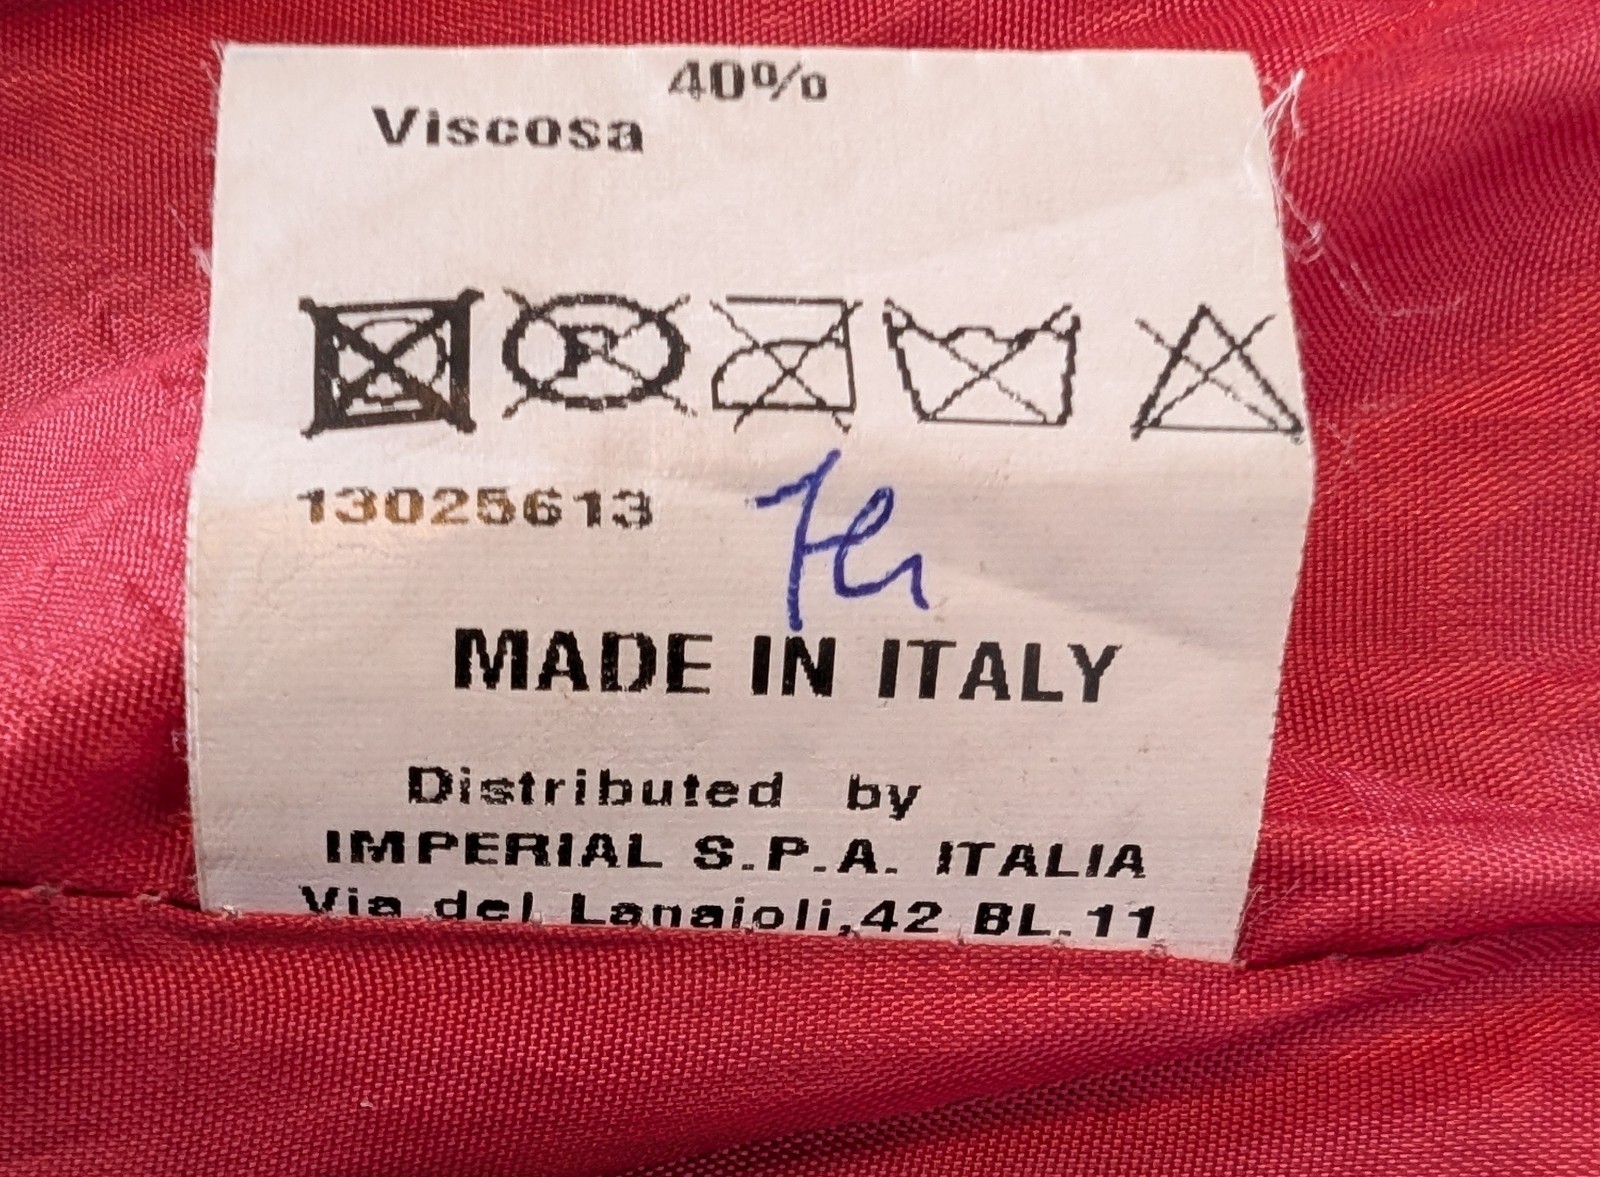 40%
Viscosa
P
13025613
MADE IN ITALY
Distributed by
IMPERIAL S.P.A. ITALIA
Via del Lanaioli,42 BL.11